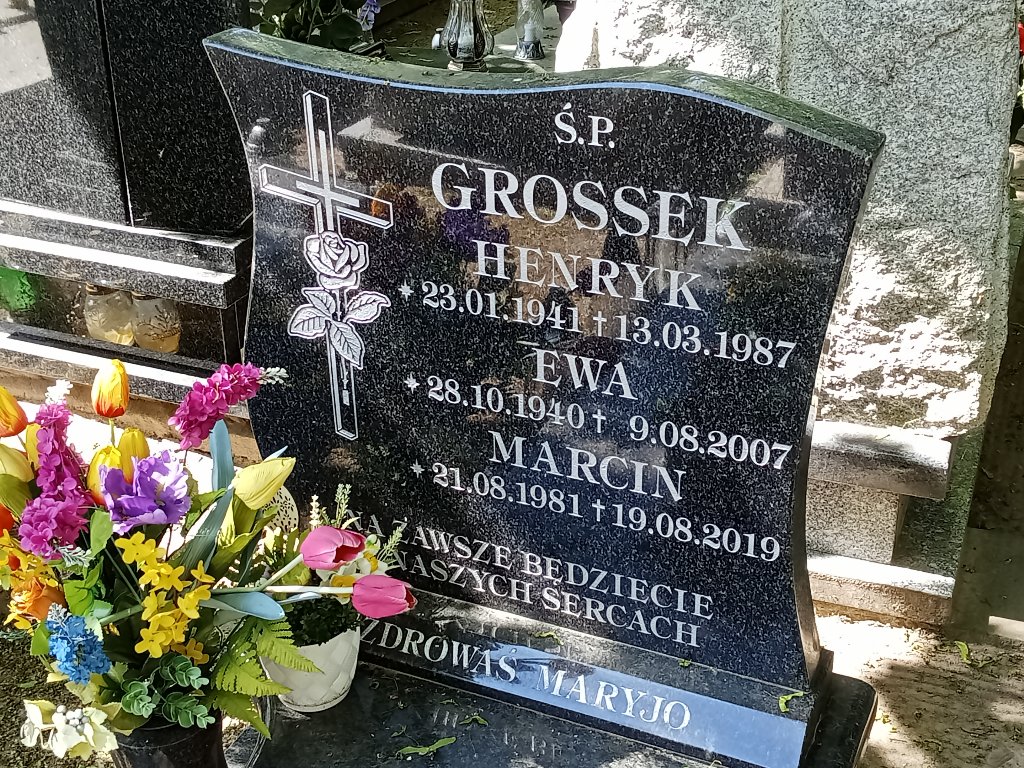 Ś.P.
GROSSEK
HENRYK
* 23.01.1941 † 13.03.1987
EWA
* 28.10.1940 † 9.08.2007
MARCIN
* 21.08.1981 † 19.08.2019
NA ZAWSZE BĘDZIECIE
NASZYCH SERCACH
ZDROWAŚ MARYJO